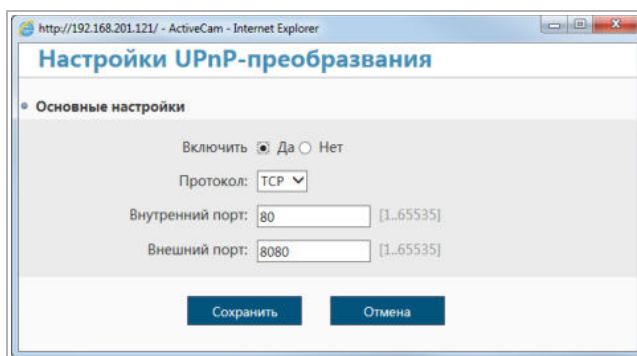 http://192.168.201.121/ - ActiveCam - Internet Explorer
Настройки UPnP-преобразвания
Основные настройки
Включить Да Нет
Протокол: TCP
Внутренний порт: 80 [1..65535]
Внешний порт: 8080 [1..65535]
Сохранить Отмена